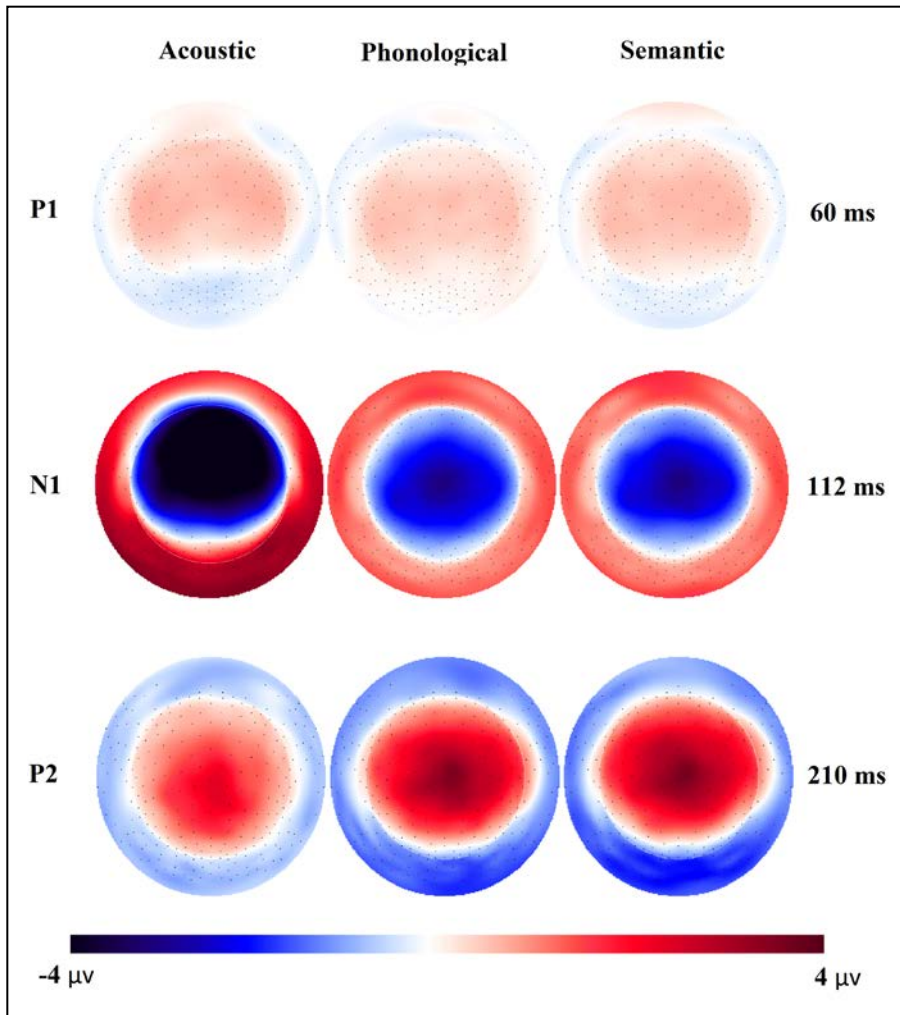 Acoustic Phonological Semantic
P1 60 ms
N1 112 ms
P2 210 ms
-4 μv 4 μv